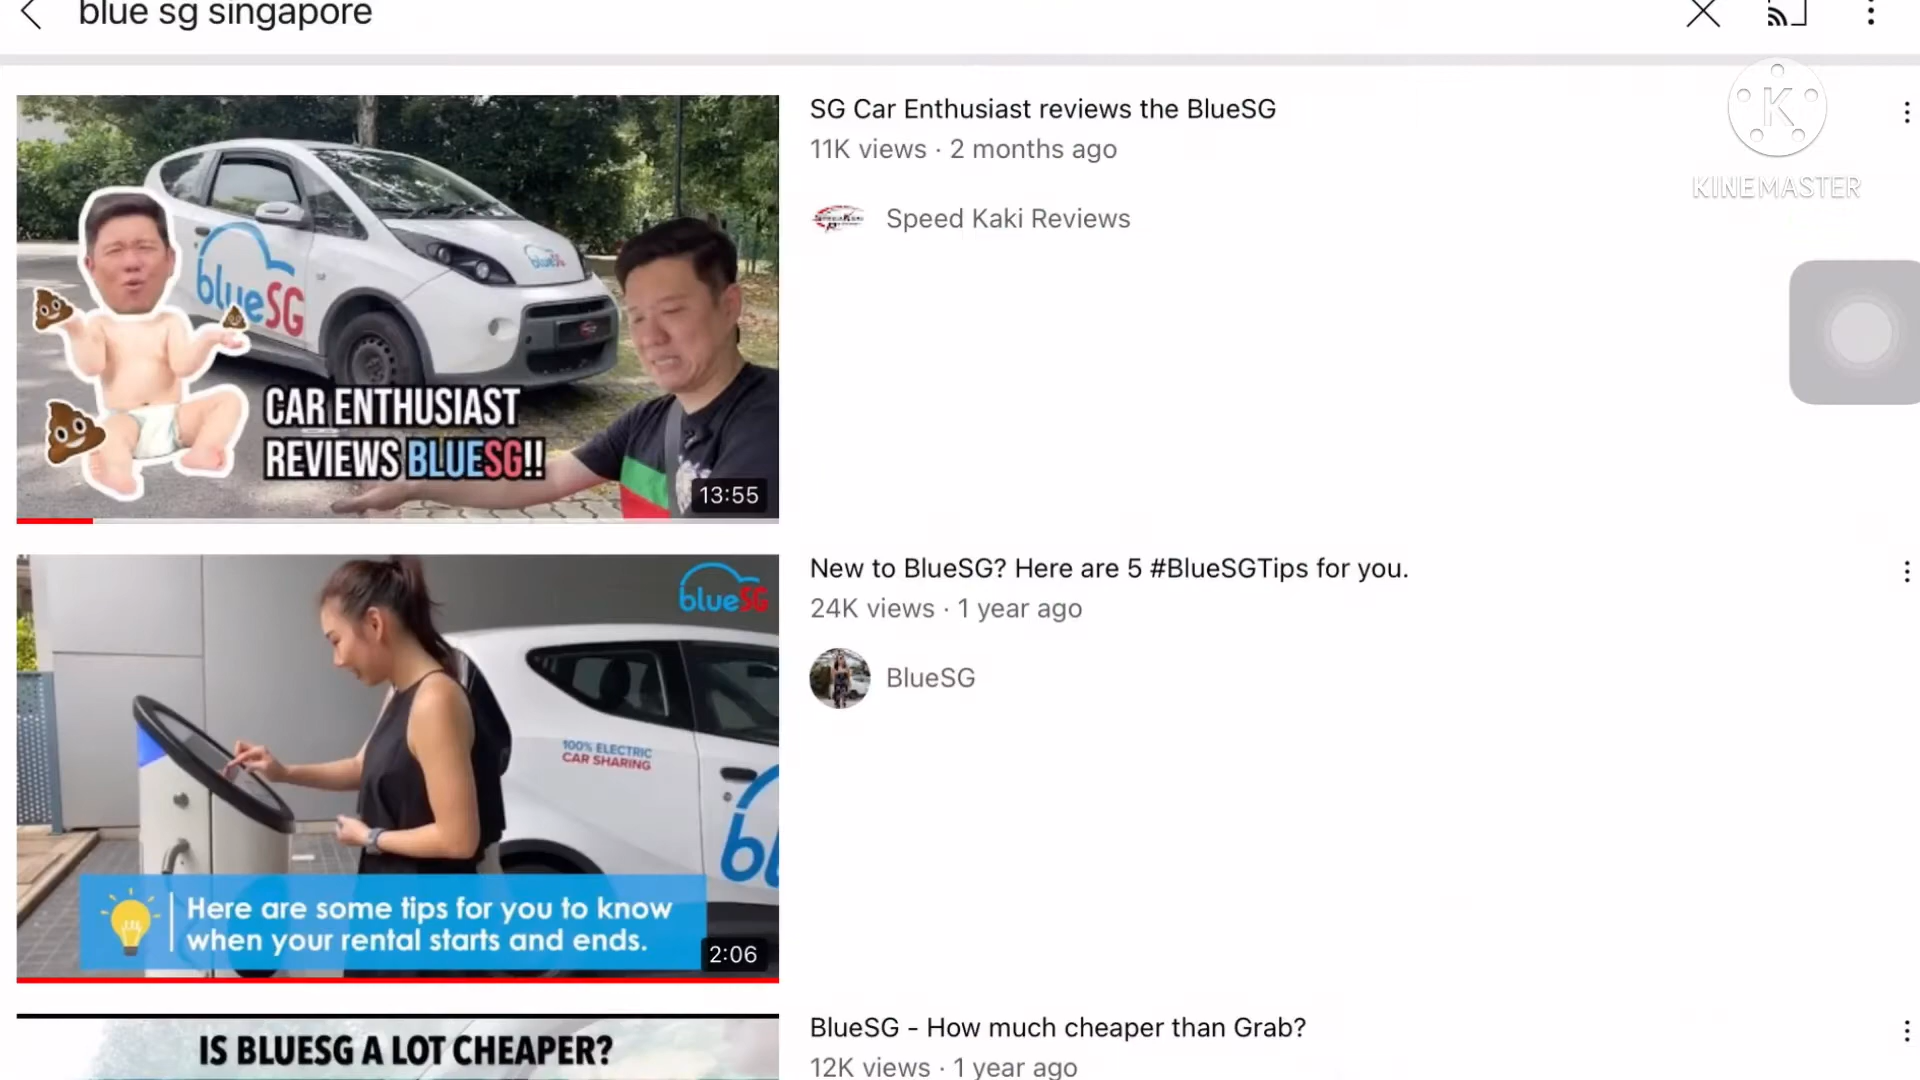 blue sg singapore
SG Car Enthusiast reviews the BlueSG
11K views · 2 months ago
Speed Kaki Reviews
KINEMASTER
blueSG
blueSG
CAR ENTHUSIAST
REVIEWS BLUESG!!
13:55
New to BlueSG? Here are 5 #BlueSGTips for you.
24K views · 1 year ago
BlueSG
blueSG
100% ELECTRIC
CAR SHARING
Here are some tips for you to know
when your rental starts and ends.
2:06
BlueSG - How much cheaper than Grab?
12K views · 1 year ago
IS BLUESG A LOT CHEAPER?